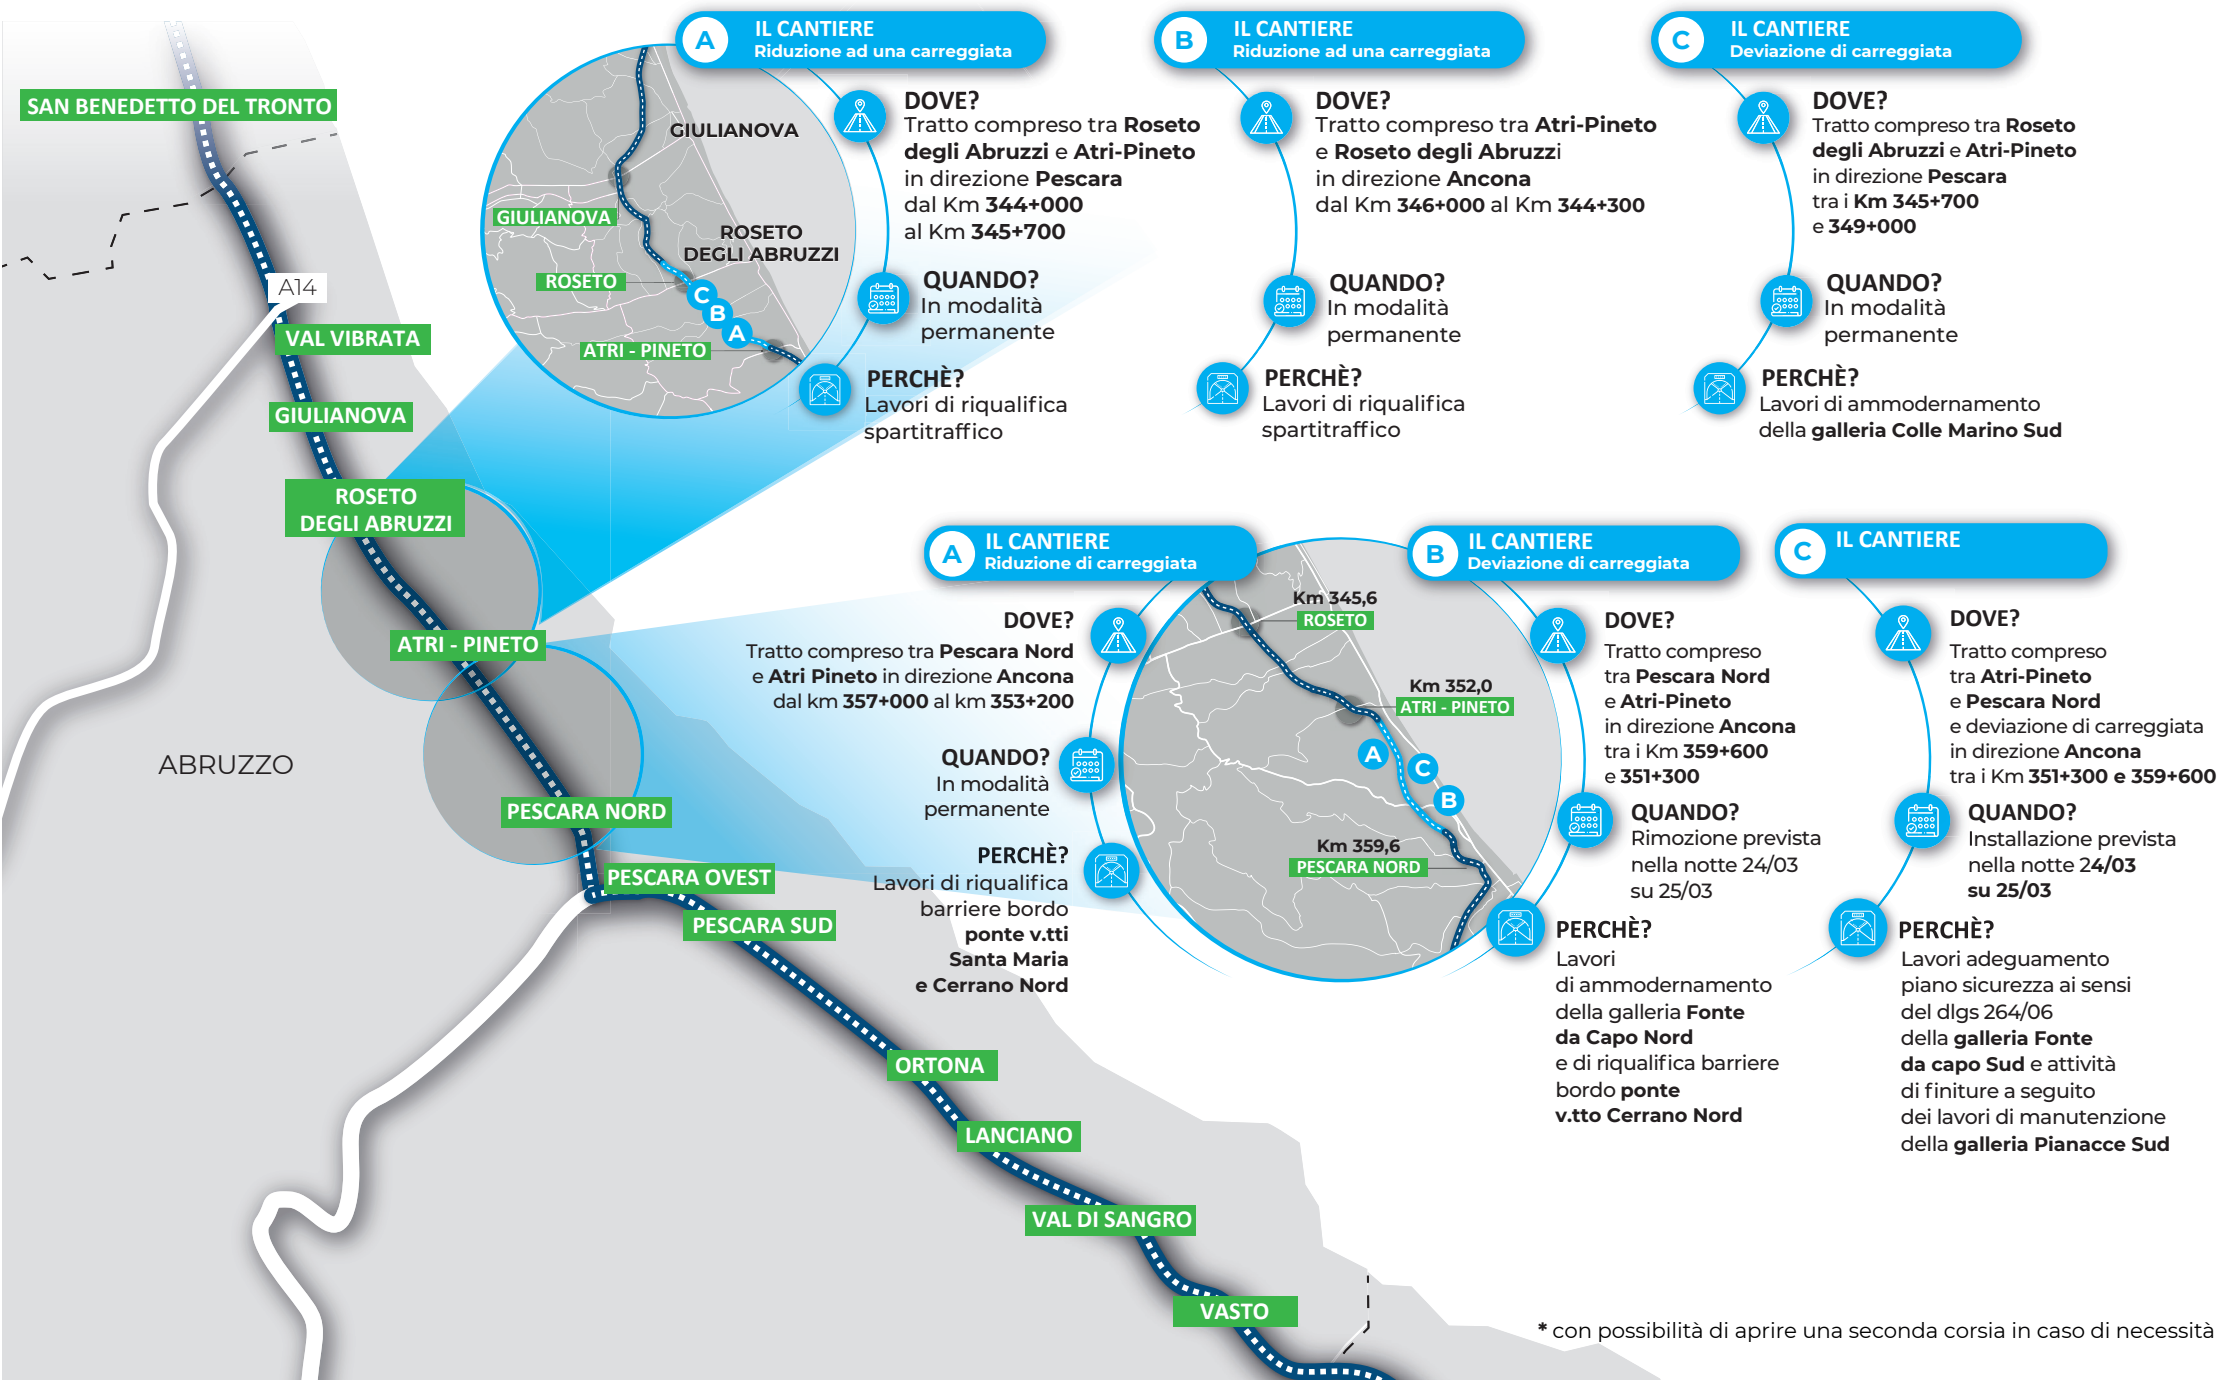 SAN BENEDETTO DEL TRONTO
A14
VAL VIBRATA
GIULIANOVA
ROSETO
DEGLI ABRUZZI
ATRI - PINETO
ABRUZZO
PESCARA NORD
PESCARA OVEST
PESCARA SUD
ORTONA
LANCIANO
VAL DI SANGRO
VASTO
GIULIANOVA
GIULIANOVA
ROSETO
DEGLI ABRUZZI
ROSETO
C
B
A
ATRI - PINETO
A
IL CANTIERE
Riduzione ad una carreggiata
DOVE?
Tratto compreso tra Roseto
degli Abruzzi e Atri-Pineto
in direzione Pescara
dal Km 344+000
al Km 345+700
QUANDO?
In modalità
permanente
PERCHÈ?
Lavori di riqualifica
spartitraffico
B
IL CANTIERE
Riduzione ad una carreggiata
DOVE?
Tratto compreso tra Atri-Pineto
e Roseto degli Abruzzi
in direzione Ancona
dal Km 346+000 al Km 344+300
QUANDO?
In modalità
permanente
PERCHÈ?
Lavori di riqualifica
spartitraffico
C
IL CANTIERE
Deviazione di carreggiata
DOVE?
Tratto compreso tra Roseto
degli Abruzzi e Atri-Pineto
in direzione Pescara
tra i Km 345+700
e 349+000
QUANDO?
In modalità
permanente
PERCHÈ?
Lavori di ammodernamento
della galleria Colle Marino Sud
A
IL CANTIERE
Riduzione di carreggiata
DOVE?
Tratto compreso tra Pescara Nord
e Atri Pineto in direzione Ancona
dal km 357+000 al km 353+200
QUANDO?
In modalità
permanente
PERCHÈ?
Lavori di riqualifica
barriere bordo
ponte v.tti
Santa Maria
e Cerrano Nord
Km 345,6
ROSETO
Km 352,0
ATRI - PINETO
A
C
B
Km 359,6
PESCARA NORD
B
IL CANTIERE
Deviazione di carreggiata
DOVE?
Tratto compreso
tra Pescara Nord
e Atri-Pineto
in direzione Ancona
tra i Km 359+600
e 351+300
QUANDO?
Rimozione prevista
nella notte 24/03
su 25/03
PERCHÈ?
Lavori
di ammodernamento
della galleria Fonte
da Capo Nord
e di riqualifica barriere
bordo ponte
v.tto Cerrano Nord
C
IL CANTIERE
DOVE?
Tratto compreso
tra Atri-Pineto
e Pescara Nord
e deviazione di carreggiata
in direzione Ancona
tra i Km 351+300 e 359+600
QUANDO?
Installazione prevista
nella notte 24/03
su 25/03
PERCHÈ?
Lavori adeguamento
piano sicurezza ai sensi
del dlgs 264/06
della galleria Fonte
da capo Sud e attività
di finiture a seguito
dei lavori di manutenzione
della galleria Pianacce Sud
* con possibilità di aprire una seconda corsia in caso di necessità